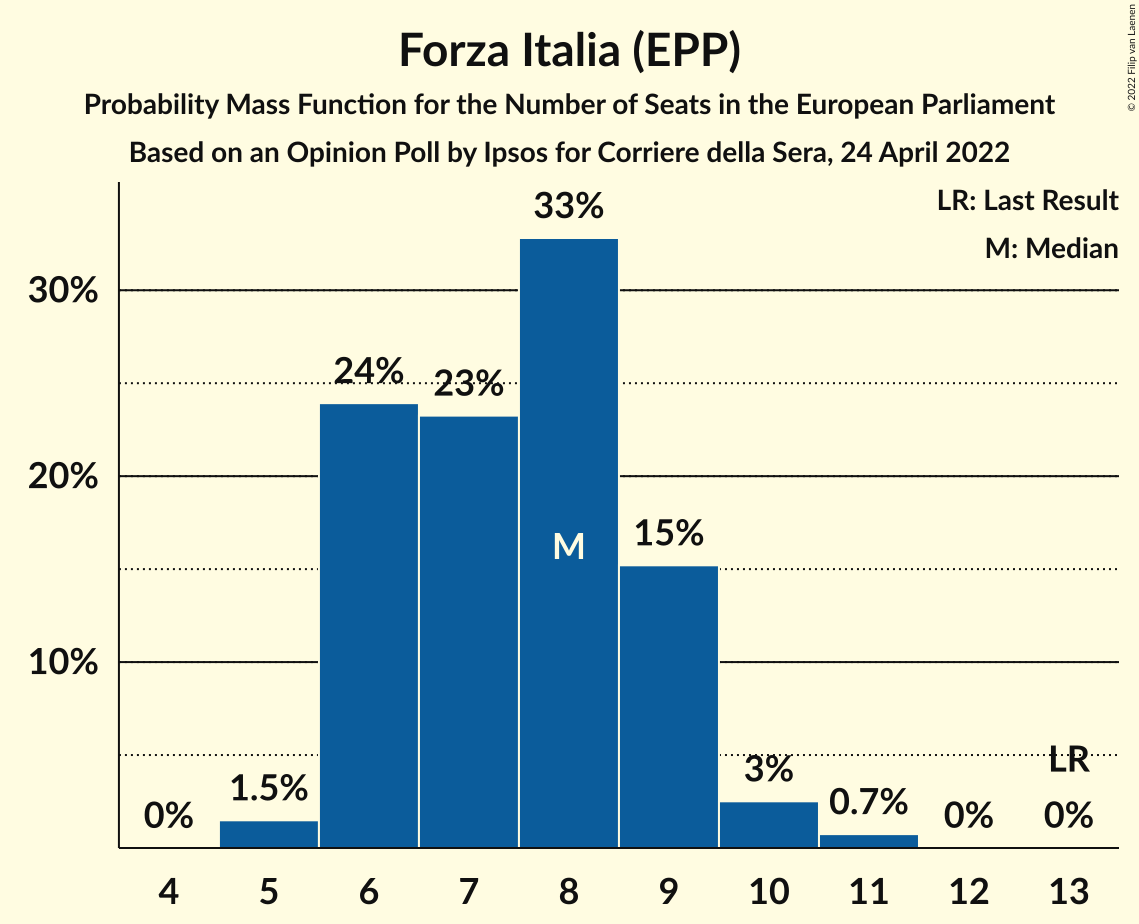 Forza Italia (EPP)
Probability Mass Function for the Number of Seats in the European Parliament
Based on an Opinion Poll by Ipsos for Corriere della Sera, 24 April 2022
© 2022 Filip van Laenen
LR: Last Result
M: Median
33%
30%
24%
23%
20%
15%
M
10%
LR
3%
1.5%
0.7%
0%
0%
0%
4 5 6 7 8 9 10 11 12 13